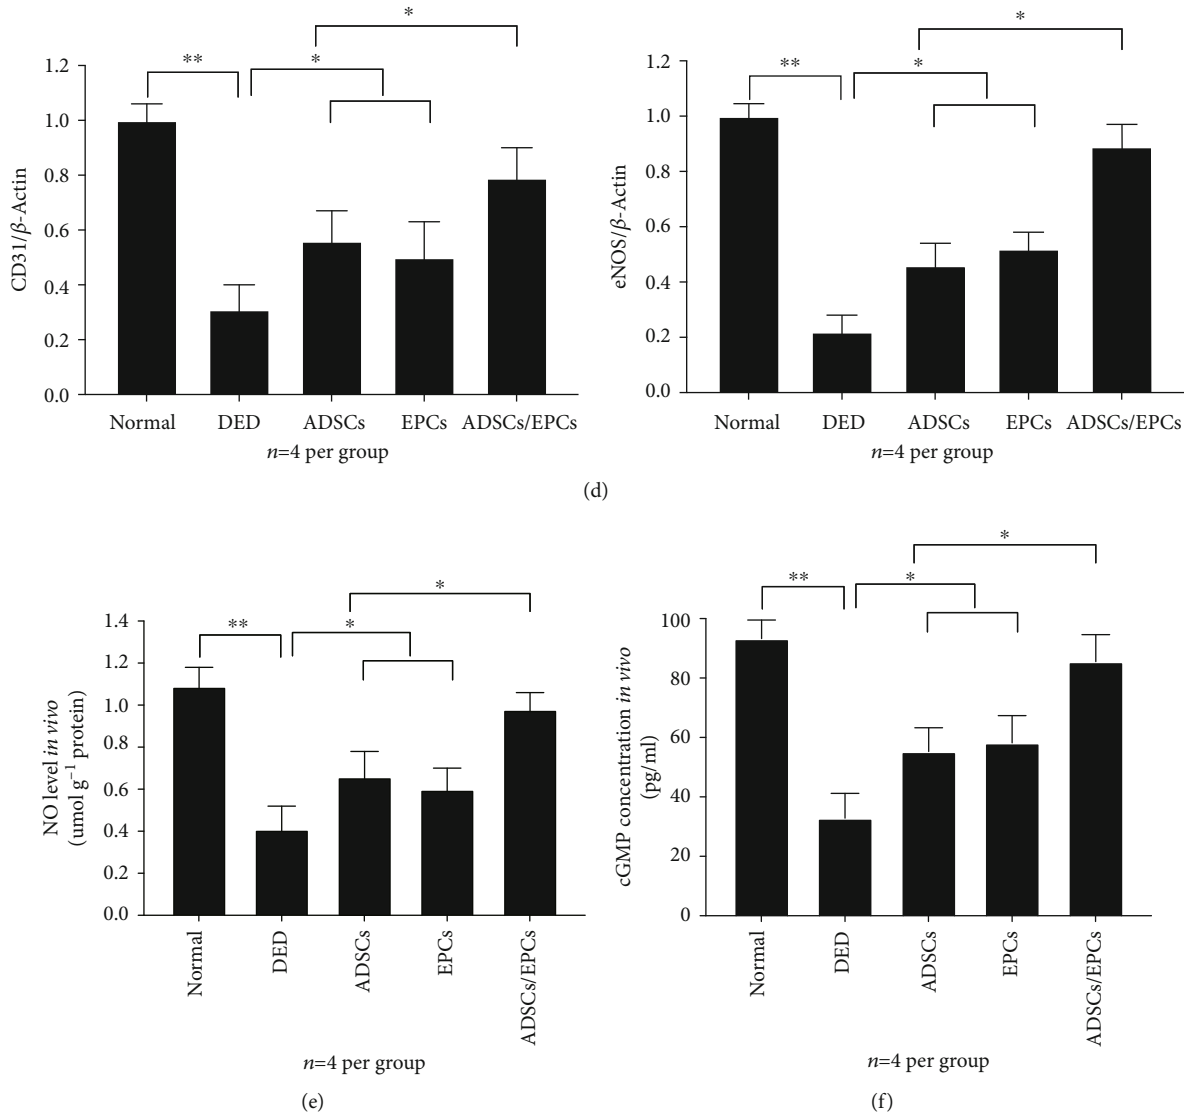 *
**
*
1.2
1.0
0.8
0.6
0.4
0.2
0.0
CD31/β-Actin
Normal DED ADSCs EPCs ADSCs/EPCs
n=4 per group
*
**
*
1.2
1.0
0.8
0.6
0.4
0.2
0.0
eNOS/β-Actin
Normal DED ADSCs EPCs ADSCs/EPCs
n=4 per group
(d)
*
**
*
1.4
1.2
1.0
0.8
0.6
0.4
0.2
0.0
NO level in vivo
(umol g⁻¹ protein)
Normal
DED
ADSCs
EPCs
ADSCs/EPCs
n=4 per group
(e)
*
**
*
100
80
60
40
20
0
cGMP concentration in vivo
(pg/ml)
Normal
DED
ADSCs
EPCs
ADSCs/EPCs
n=4 per group
(f)